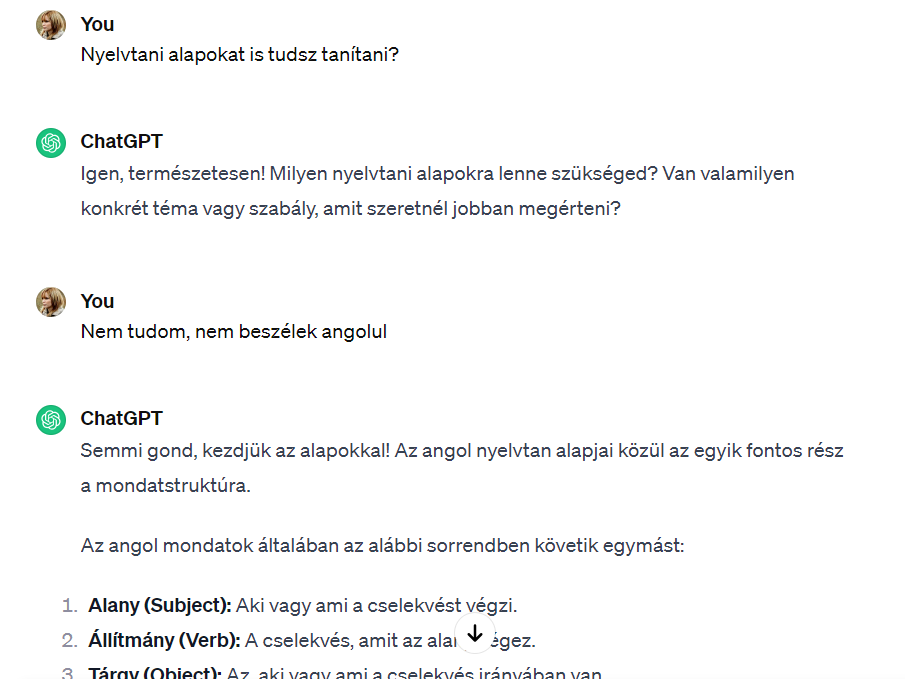 You
Nyelvtani alapokat is tudsz tanítani?
ChatGPT
Igen, természetesen! Milyen nyelvtani alapokra lenne szükséged? Van valamilyen
konkrét téma vagy szabály, amit szeretnél jobban megérteni?
You
Nem tudom, nem beszélek angolul
ChatGPT
Semmi gond, kezdjük az alapokkal! Az angol nyelvtan alapjai közül az egyik fontos rész
a mondatstruktúra.
Az angol mondatok általában az alábbi sorrendben követik egymást:
1. Alany (Subject): Aki vagy ami a cselekvést végzi.
2. Állítmány (Verb): A cselekvés, amit az
3. Tárgy (Object): Az, aki vagy ami a cselekvés irányában van